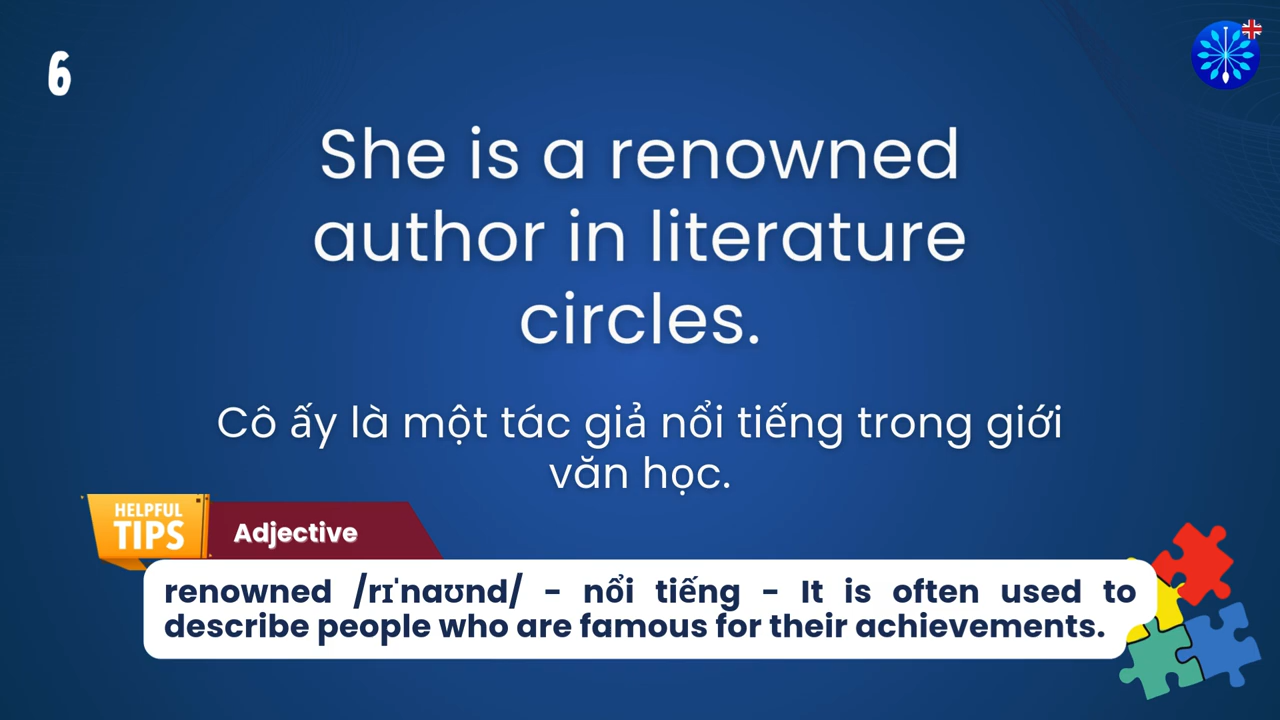 6
She is a renowned
author in literature
circles.
Cô ấy là một tác giả nổi tiếng trong giới
văn học.
HELPFUL
TIPS
Adjective
renowned /rɪˈnaʊnd/ - nổi tiếng - It is often used to
describe people who are famous for their achievements.